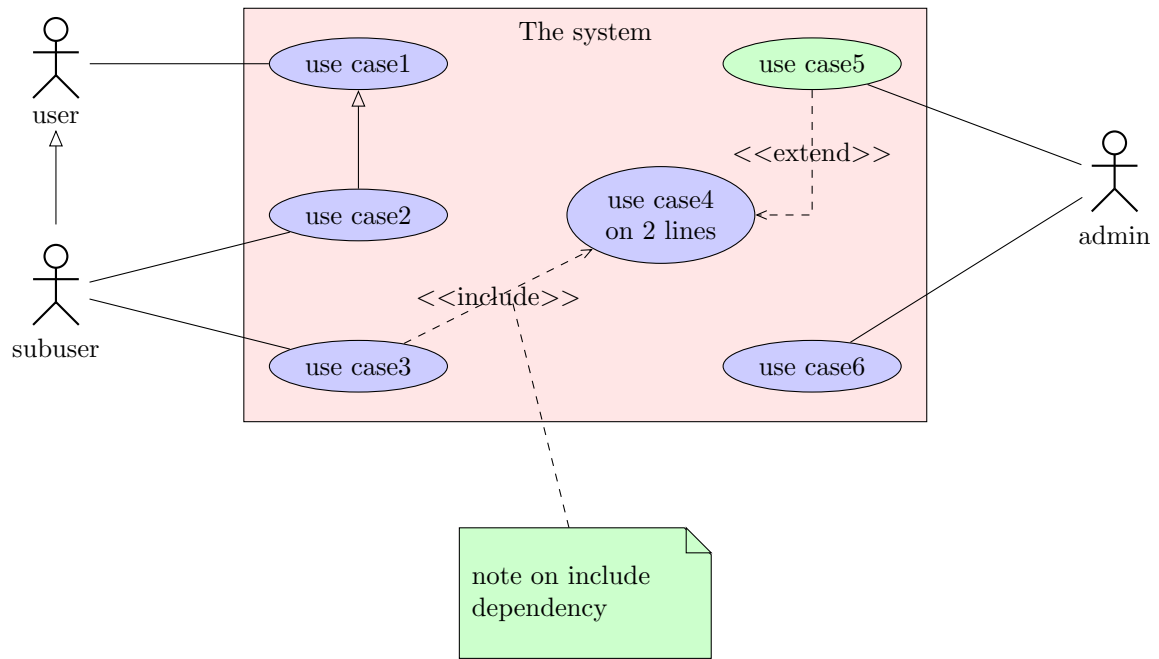 The system
user
use case1
use case5
<<extend>>
use case2
use case4
on 2 lines
admin
<<include>>
subuser
use case3
use case6
note on include
dependency